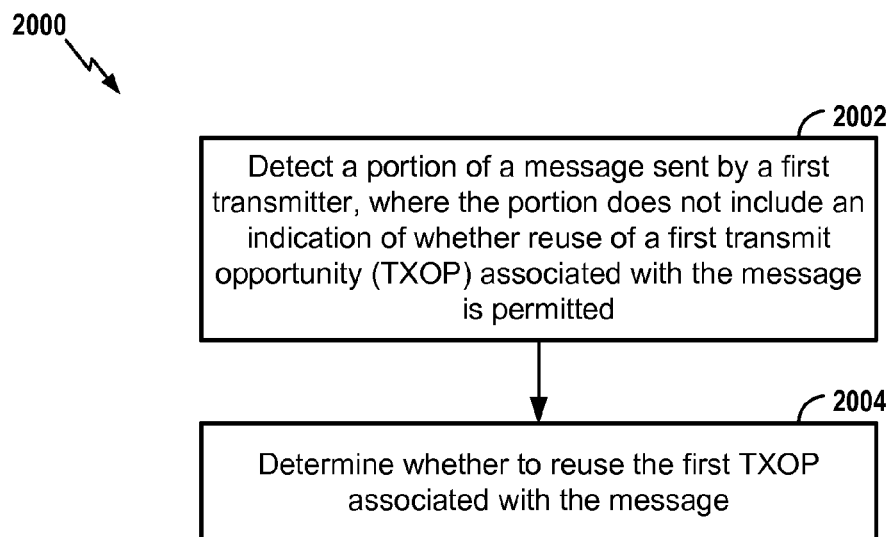 2000
2002
Detect a portion of a message sent by a first
transmitter, where the portion does not include an
indication of whether reuse of a first transmit
opportunity (TXOP) associated with the message
is permitted
2004
Determine whether to reuse the first TXOP
associated with the message